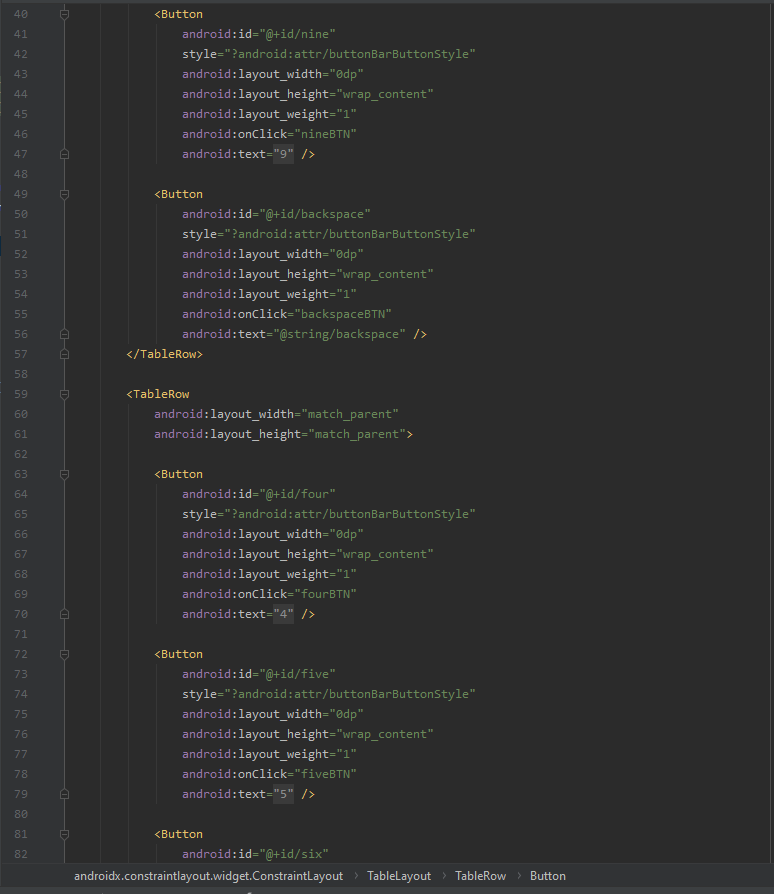 40 <Button
41 android:id="@+id/nine"
42 style="?android:attr/buttonBarButtonStyle"
43 android:layout_width="0dp"
44 android:layout_height="wrap_content"
45 android:layout_weight="1"
46 android:onClick="nineBTN"
47 android:text="9" />
48
49 <Button
50 android:id="@+id/backspace"
51 style="?android:attr/buttonBarButtonStyle"
52 android:layout_width="0dp"
53 android:layout_height="wrap_content"
54 android:layout_weight="1"
55 android:onClick="backspaceBTN"
56 android:text="@string/backspace" />
57 </TableRow>
58
59 <TableRow
60 android:layout_width="match_parent"
61 android:layout_height="match_parent">
62
63 <Button
64 android:id="@+id/four"
65 style="?android:attr/buttonBarButtonStyle"
66 android:layout_width="0dp"
67 android:layout_height="wrap_content"
68 android:layout_weight="1"
69 android:onClick="fourBTN"
70 android:text="4" />
71
72 <Button
73 android:id="@+id/five"
74 style="?android:attr/buttonBarButtonStyle"
75 android:layout_width="0dp"
76 android:layout_height="wrap_content"
77 android:layout_weight="1"
78 android:onClick="fiveBTN"
79 android:text="5" />
80
81 <Button
82 android:id="@+id/six"
androidx.constraintlayout.widget.ConstraintLayout › TableLayout › TableRow › Button